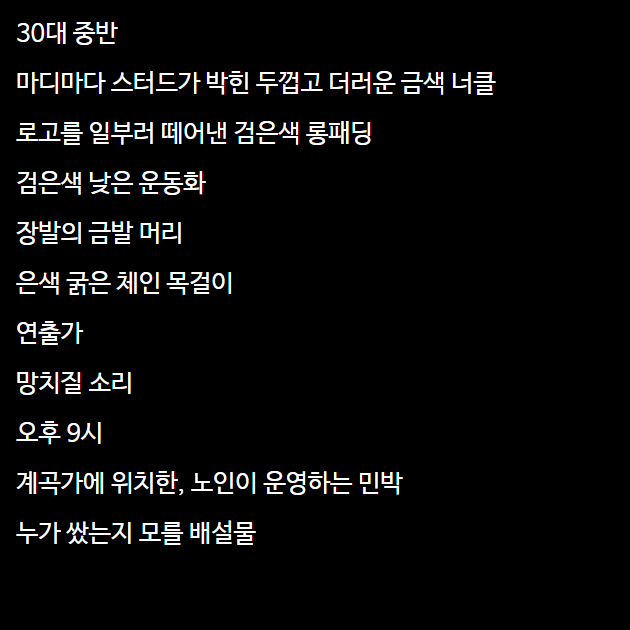 30대 중반
마디마다 스터드가 박힌 두껍고 더러운 금색 너클
로고를 일부러 떼어낸 검은색 롱패딩
검은색 낮은 운동화
장발의 금발 머리
은색 굵은 체인 목걸이
연출가
망치질 소리
오후 9시
계곡가에 위치한, 노인이 운영하는 민박
누가 쌌는지 모를 배설물